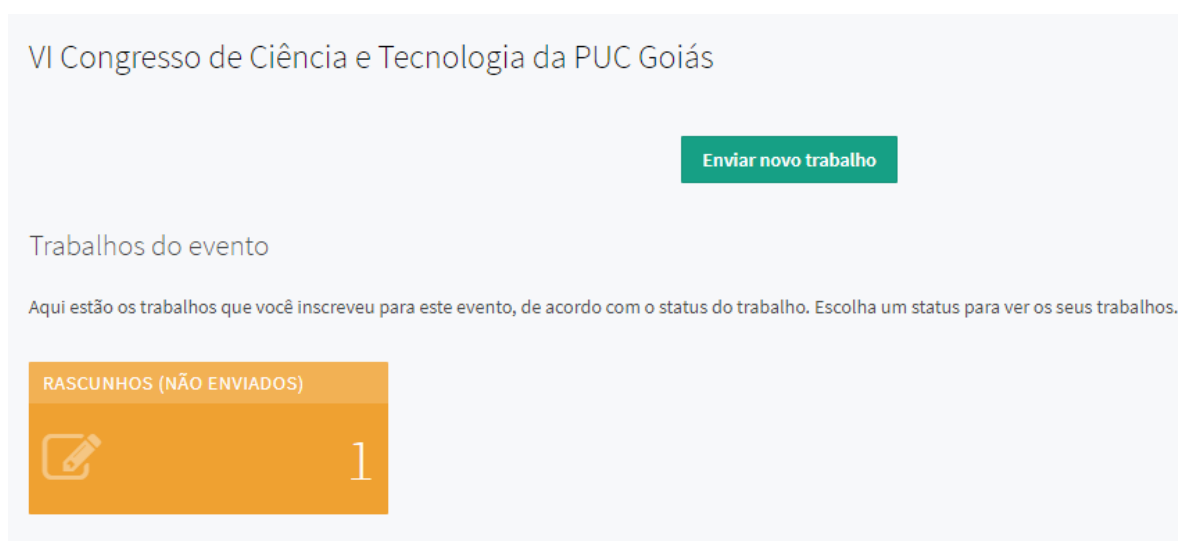 VI Congresso de Ciência e Tecnologia da PUC Goiás
Enviar novo trabalho
Trabalhos do evento
Aqui estão os trabalhos que você inscreveu para este evento, de acordo com o status do trabalho. Escolha um status para ver os seus trabalhos.
RASCUNHOS (NÃO ENVIADOS)
1